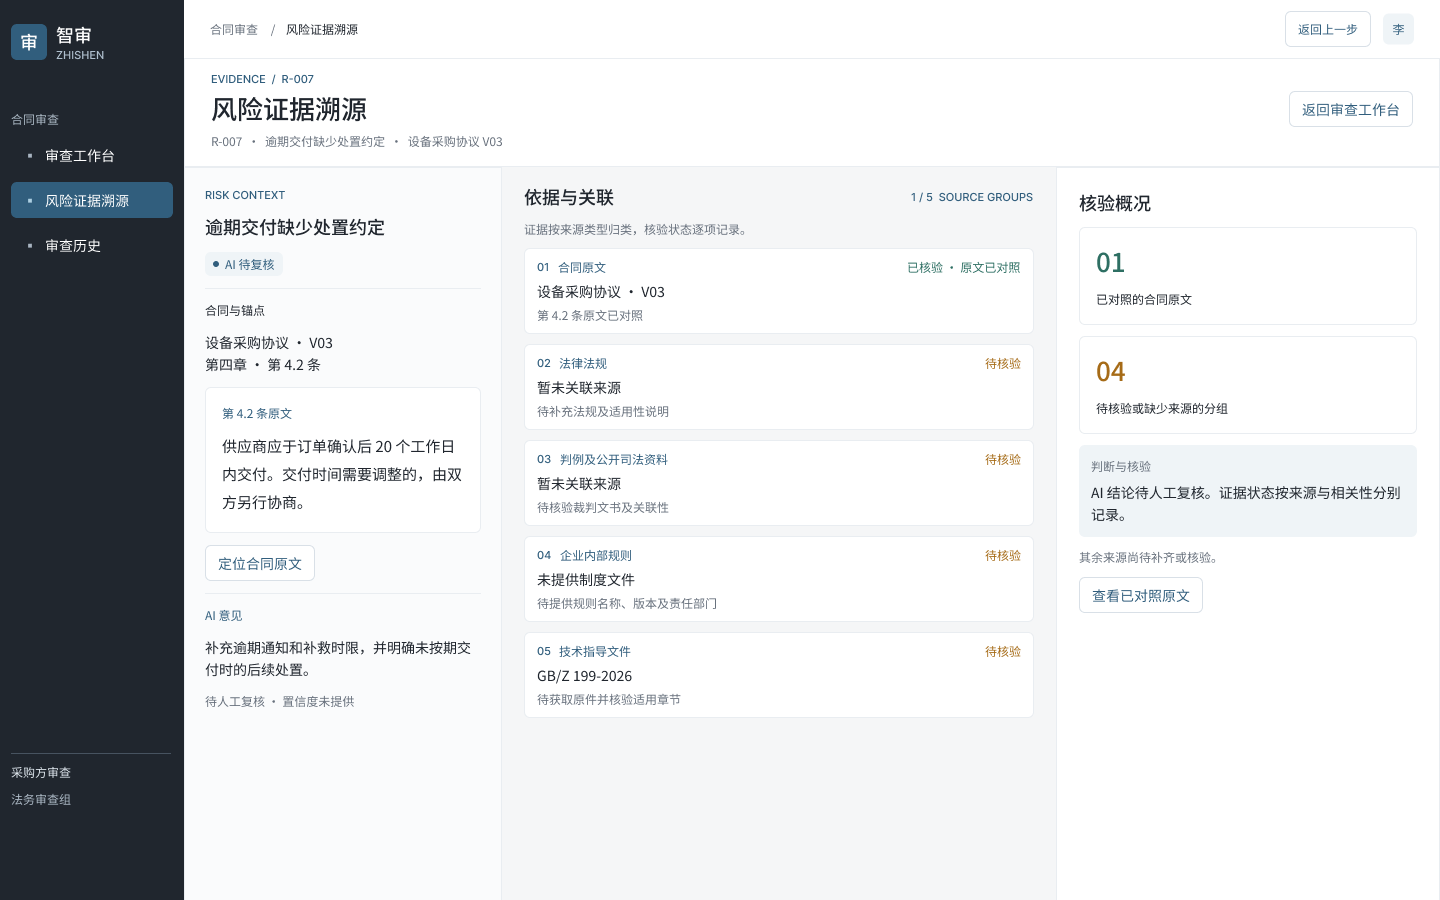 审
智审
ZHISHEN
合同审查
审查工作台
风险证据溯源
审查历史
采购方审查
法务审查组
合同审查 / 风险证据溯源
返回上一步
李
EVIDENCE / R-007
风险证据溯源
R-007 • 逾期交付缺少处置约定 • 设备采购协议 V03
返回审查工作台
RISK CONTEXT
逾期交付缺少处置约定
AI 待复核
合同与锚点
设备采购协议 • V03
第四章 • 第 4.2 条
第 4.2 条原文
供应商应于订单确认后 20 个工作日
内交付。交付时间需要调整的，由双
方另行协商。
定位合同原文
AI 意见
补充逾期通知和补救时限，并明确未按期交
付时的后续处置。
待人工复核 • 置信度未提供
依据与关联
1 / 5 SOURCE GROUPS
证据按来源类型归类，核验状态逐项记录。
01 合同原文
已核验 • 原文已对照
设备采购协议 • V03
第 4.2 条原文已对照
02 法律法规
待核验
暂未关联来源
待补充法规及适用性说明
03 判例及公开司法资料
待核验
暂未关联来源
待核验裁判文书及关联性
04 企业内部规则
待核验
未提供制度文件
待提供规则名称、版本及责任部门
05 技术指导文件
待核验
GB/Z 199-2026
待获取原件并核验适用章节
核验概况
01
已对照的合同原文
04
待核验或缺少来源的分组
判断与核验
AI 结论待人工复核。证据状态按来源与相关性分别
记录。
其余来源尚待补齐或核验。
查看已对照原文